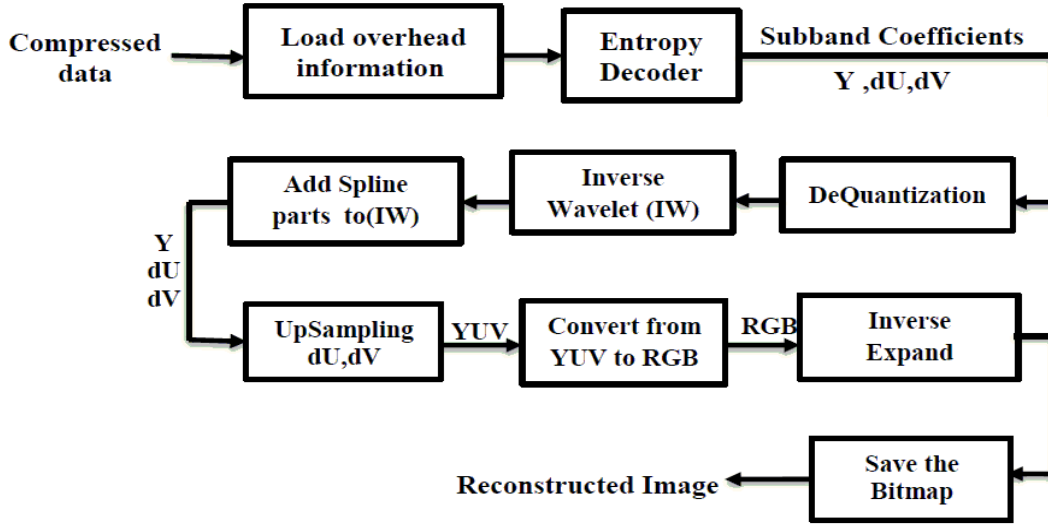 Compressed
data
Load overhead
information
Entropy
Decoder
Subband Coefficients
Y ,dU,dV
DeQuantization
Inverse
Wavelet (IW)
Add Spline
parts to(IW)
Y
dU
dV
UpSampling
dU,dV
YUV
Convert from
YUV to RGB
RGB
Inverse
Expand
Save the
Bitmap
Reconstructed Image